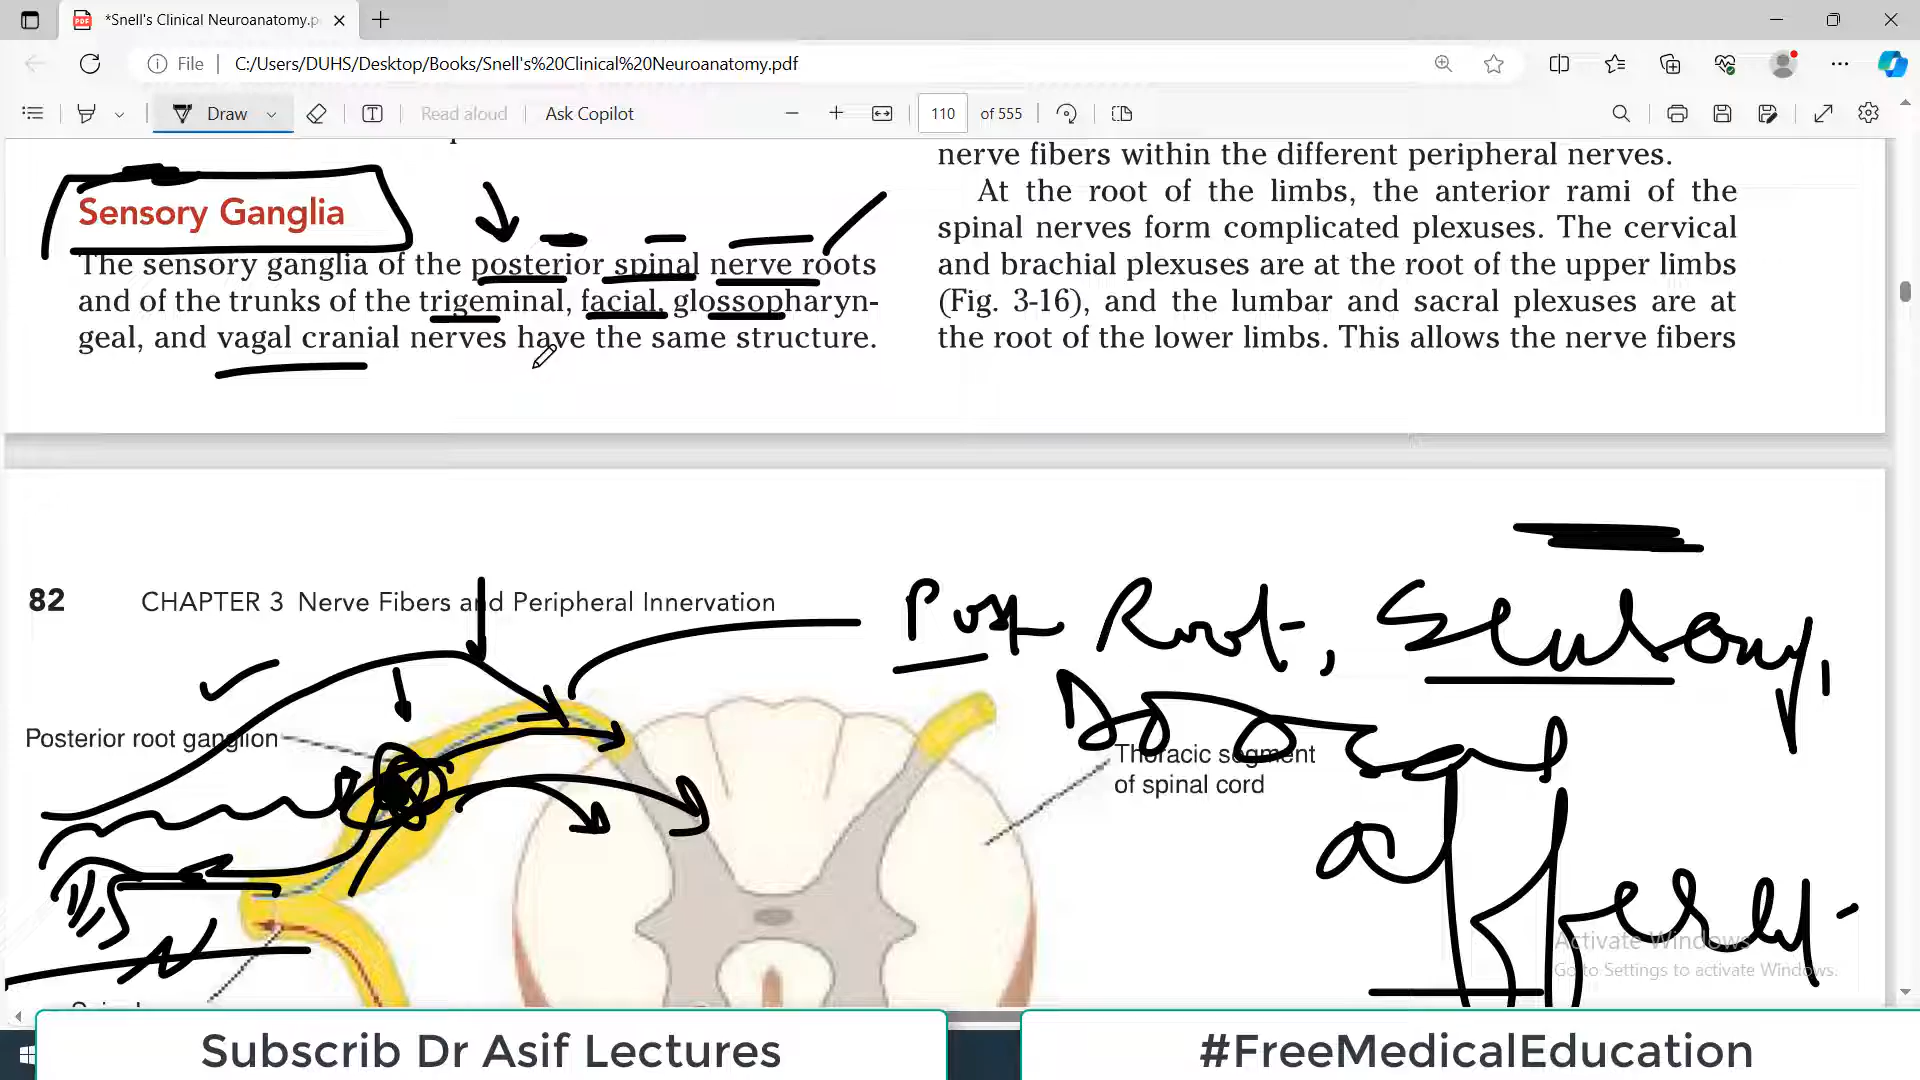 *Snell's Clinical Neuroanatomy.p
File
C:/Users/DUHS/Desktop/Books/Snell's%20Clinical%20Neuroanatomy.pdf
Draw
Read aloud
Ask Copilot
110 of 555
Sensory Ganglia
The sensory ganglia of the posterior spinal nerve roots
and of the trunks of the trigeminal, facial, glossopharyn-
geal, and vagal cranial nerves have the same structure.
nerve fibers within the different peripheral nerves.
At the root of the limbs, the anterior rami of the
spinal nerves form complicated plexuses. The cervical
and brachial plexuses are at the root of the upper limbs
(Fig. 3-16), and the lumbar and sacral plexuses are at
the root of the lower limbs. This allows the nerve fibers
82 CHAPTER 3 Nerve Fibers and Peripheral Innervation
Post Root, Sensory,
Dorsal
afferent
Posterior root ganglion
Thoracic segment
of spinal cord
Activate Windows
Go to Settings to activate Windows.
Subscrib Dr Asif Lectures
#FreeMedicalEducation